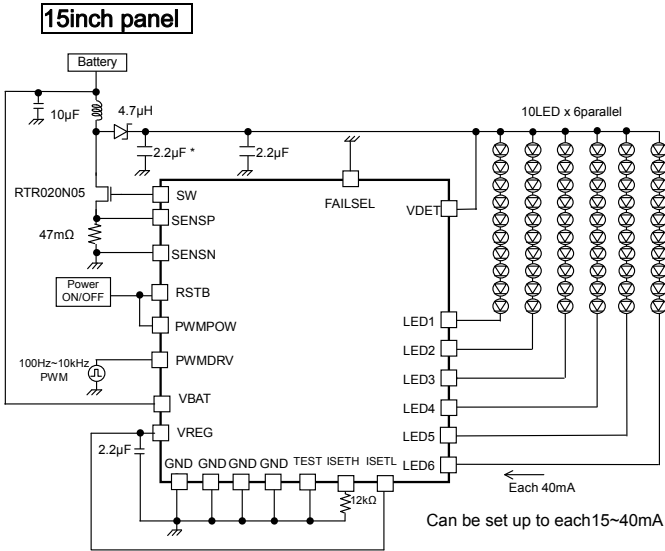 15inch panel
Battery
10µF
4.7µH
10LED x 6parallel
2.2µF *
2.2µF
RTR020N05
SW
FAILSEL
VDET
SENSP
47mΩ
SENSN
Power
ON/OFF
RSTB
PWMPOW
LED1
LED2
100Hz~10kHz
PWM
PWMDRV
LED3
VBAT
LED4
VREG
LED5
2.2µF
GND GND GND GND TEST ISETH ISETL
LED6
12kΩ
Each 40mA
Can be set up to each15~40mA